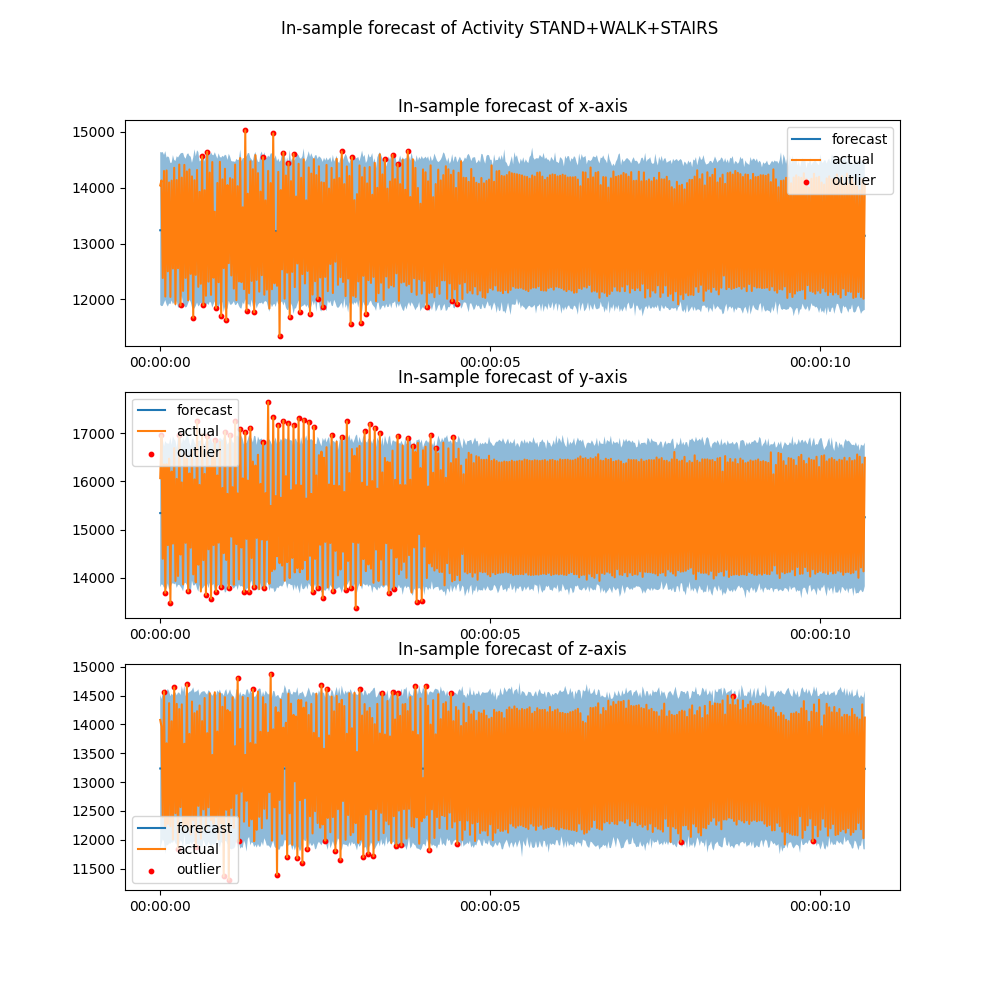 In-sample forecast of Activity STAND+WALK+STAIRS
In-sample forecast of x-axis
15000
14000
13000
12000
forecast
actual
outlier
00:00:00
00:00:05
00:00:10
In-sample forecast of y-axis
17000
16000
15000
14000
forecast
actual
outlier
00:00:00
00:00:05
00:00:10
In-sample forecast of z-axis
15000
14500
14000
13500
13000
12500
12000
11500
forecast
actual
outlier
00:00:00
00:00:05
00:00:10